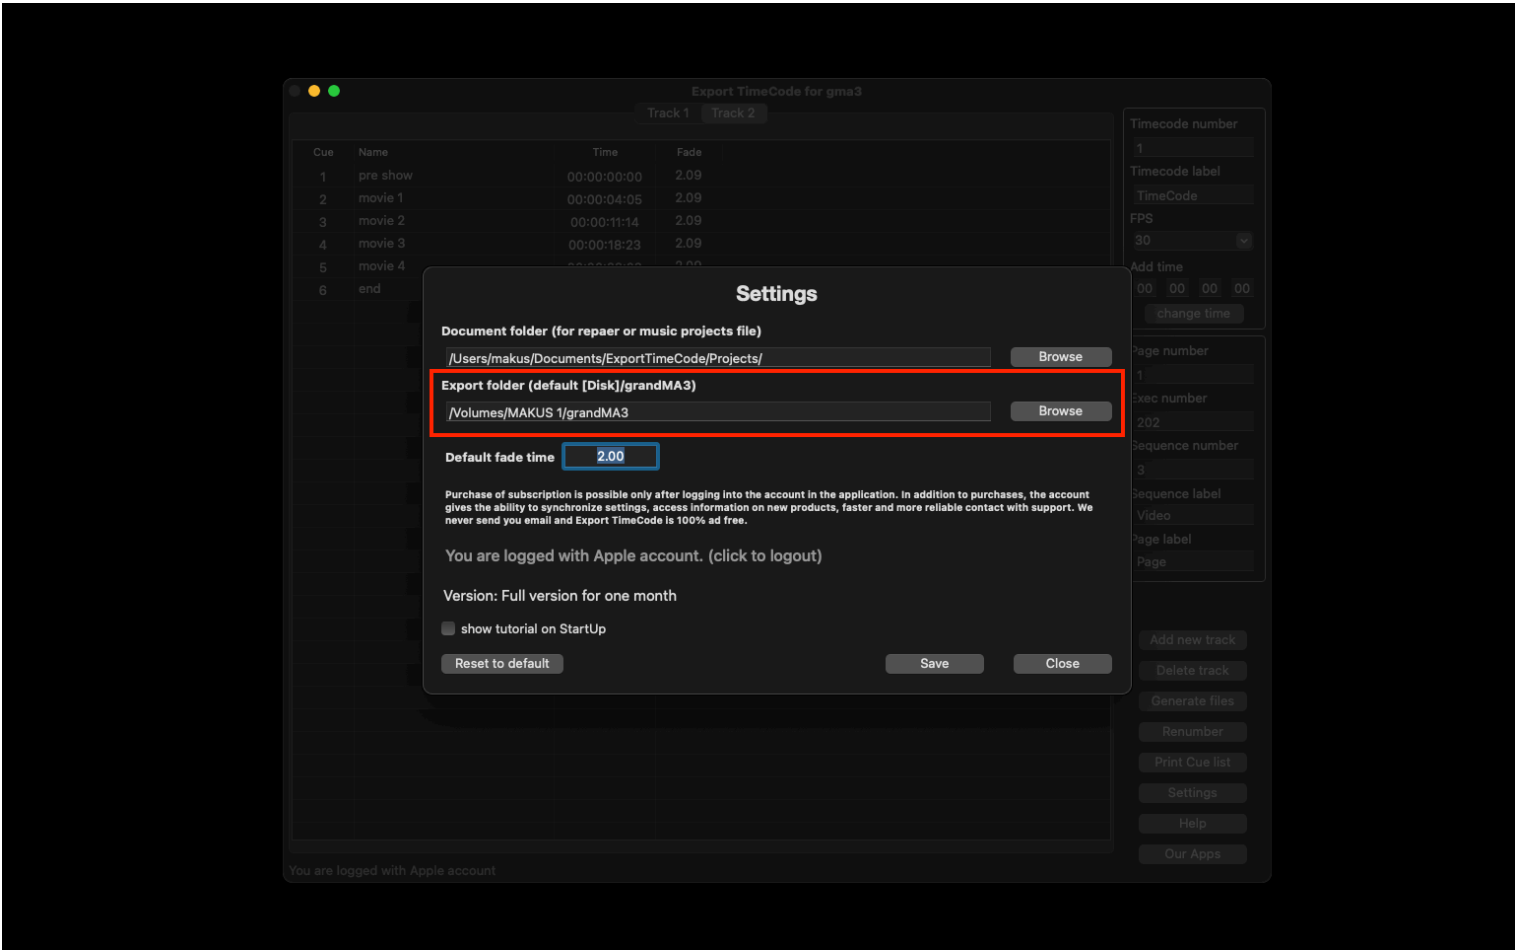 Export TimeCode for gma3
Track 1 Track 2
Cue Name Time Fade
1 pre show 00:00:00:00 2.09
2 movie 1 00:00:04:05 2.09
3 movie 2 00:00:11:14 2.09
4 movie 3 00:00:18:23 2.09
5 movie 4
6 end
Settings
Document folder (for repaer or music projects file)
/Users/makus/Documents/ExportTimeCode/Projects/ Browse
Export folder (default [Disk]/grandMA3)
/Volumes/MAKUS 1/grandMA3 Browse
Default fade time 2.00
Purchase of subscription is possible only after logging into the account in the application. In addition to purchases, the account
gives the ability to synchronize settings, access information on new products, faster and more reliable contact with support. We
never send you email and Export TimeCode is 100% ad free.
You are logged with Apple account. (click to logout)
Version: Full version for one month
show tutorial on StartUp
Reset to default Save Close
Timecode number
1
Timecode label
TimeCode
FPS
30
Add time
00 00 00 00
change time
Page number
1
Exec number
202
Sequence number
3
Sequence label
Video
Page label
Page
Add new track
Delete track
Generate files
Renumber
Print Cue list
Settings
Help
Our Apps
You are logged with Apple account